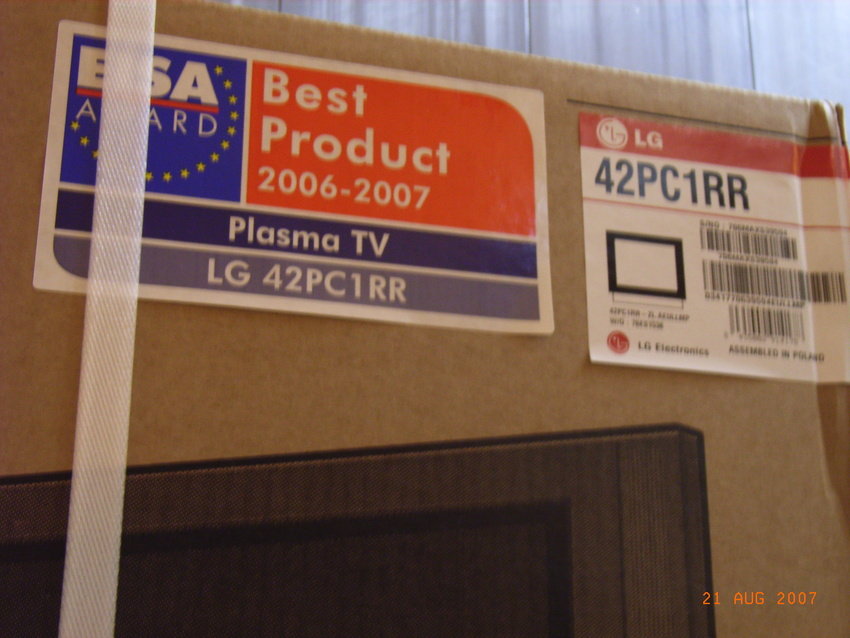 AWARD
Best
Product
2006-2007
Plasma TV
LG 42PC1RR
LG
42PC1RR
LG Electronics
ASSEMBLED IN POLAND
21 AUG 2007